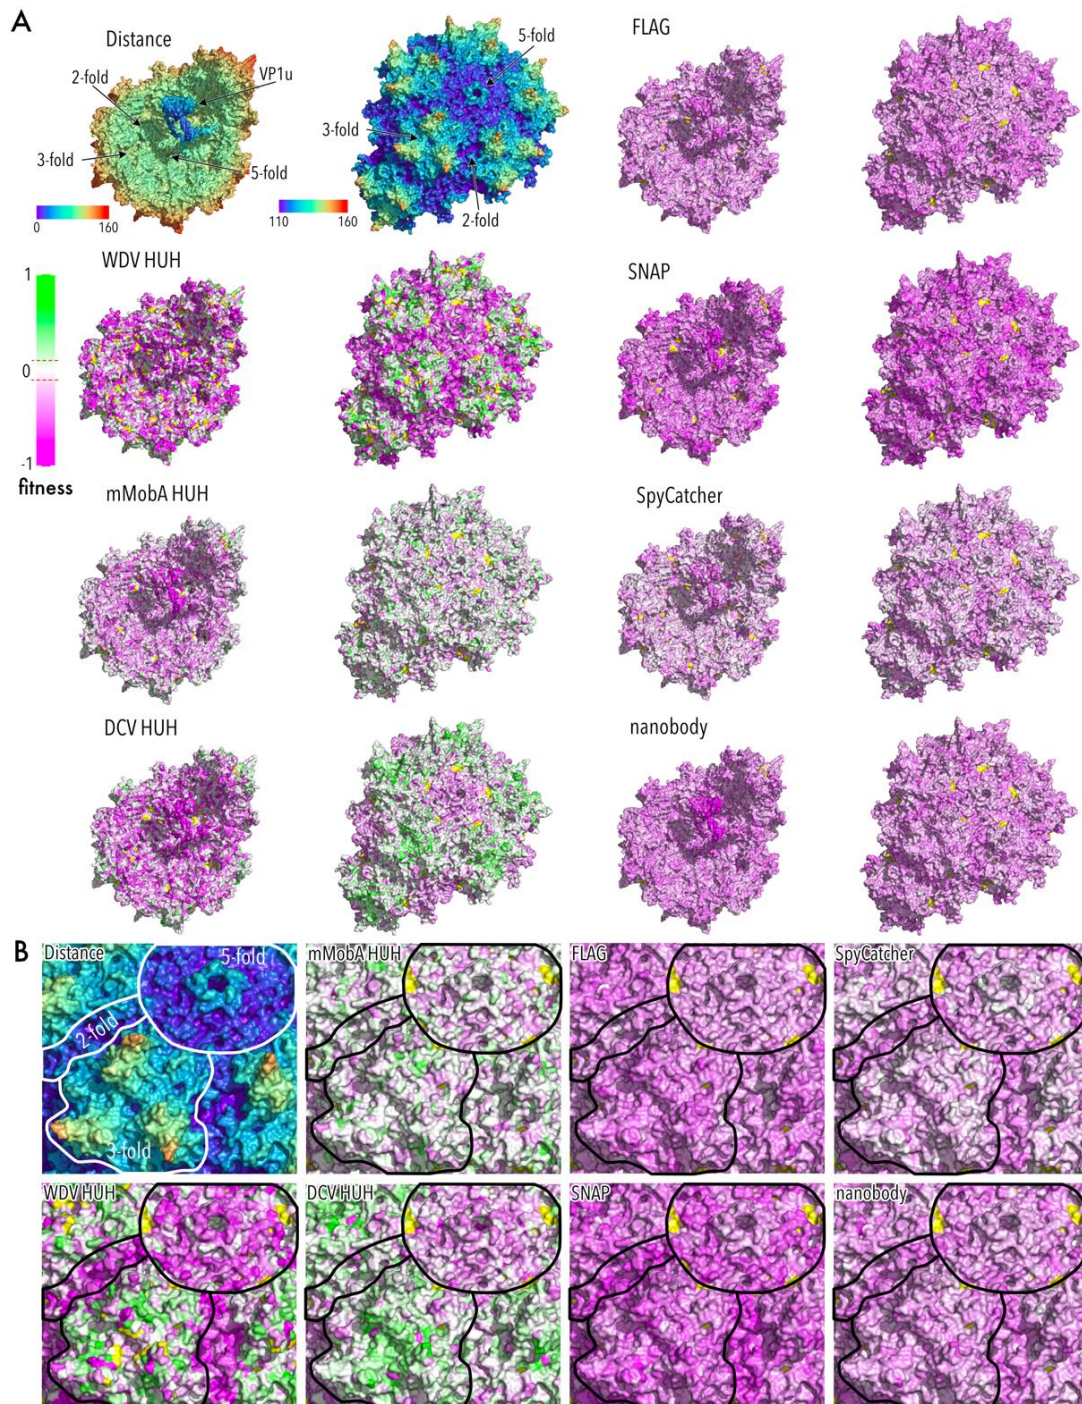 A
Distance
2-fold
VP1u
3-fold
5-fold
0 160
5-fold
3-fold
2-fold
110 160
FLAG
WDV HUH
SNAP
1
0
-1
fitness
mMobA HUH
SpyCatcher
DCV HUH
nanobody
B
Distance
5-fold
2-fold
3-fold
mMobA HUH
FLAG
SpyCatcher
WDV HUH
DCV HUH
SNAP
nanobody